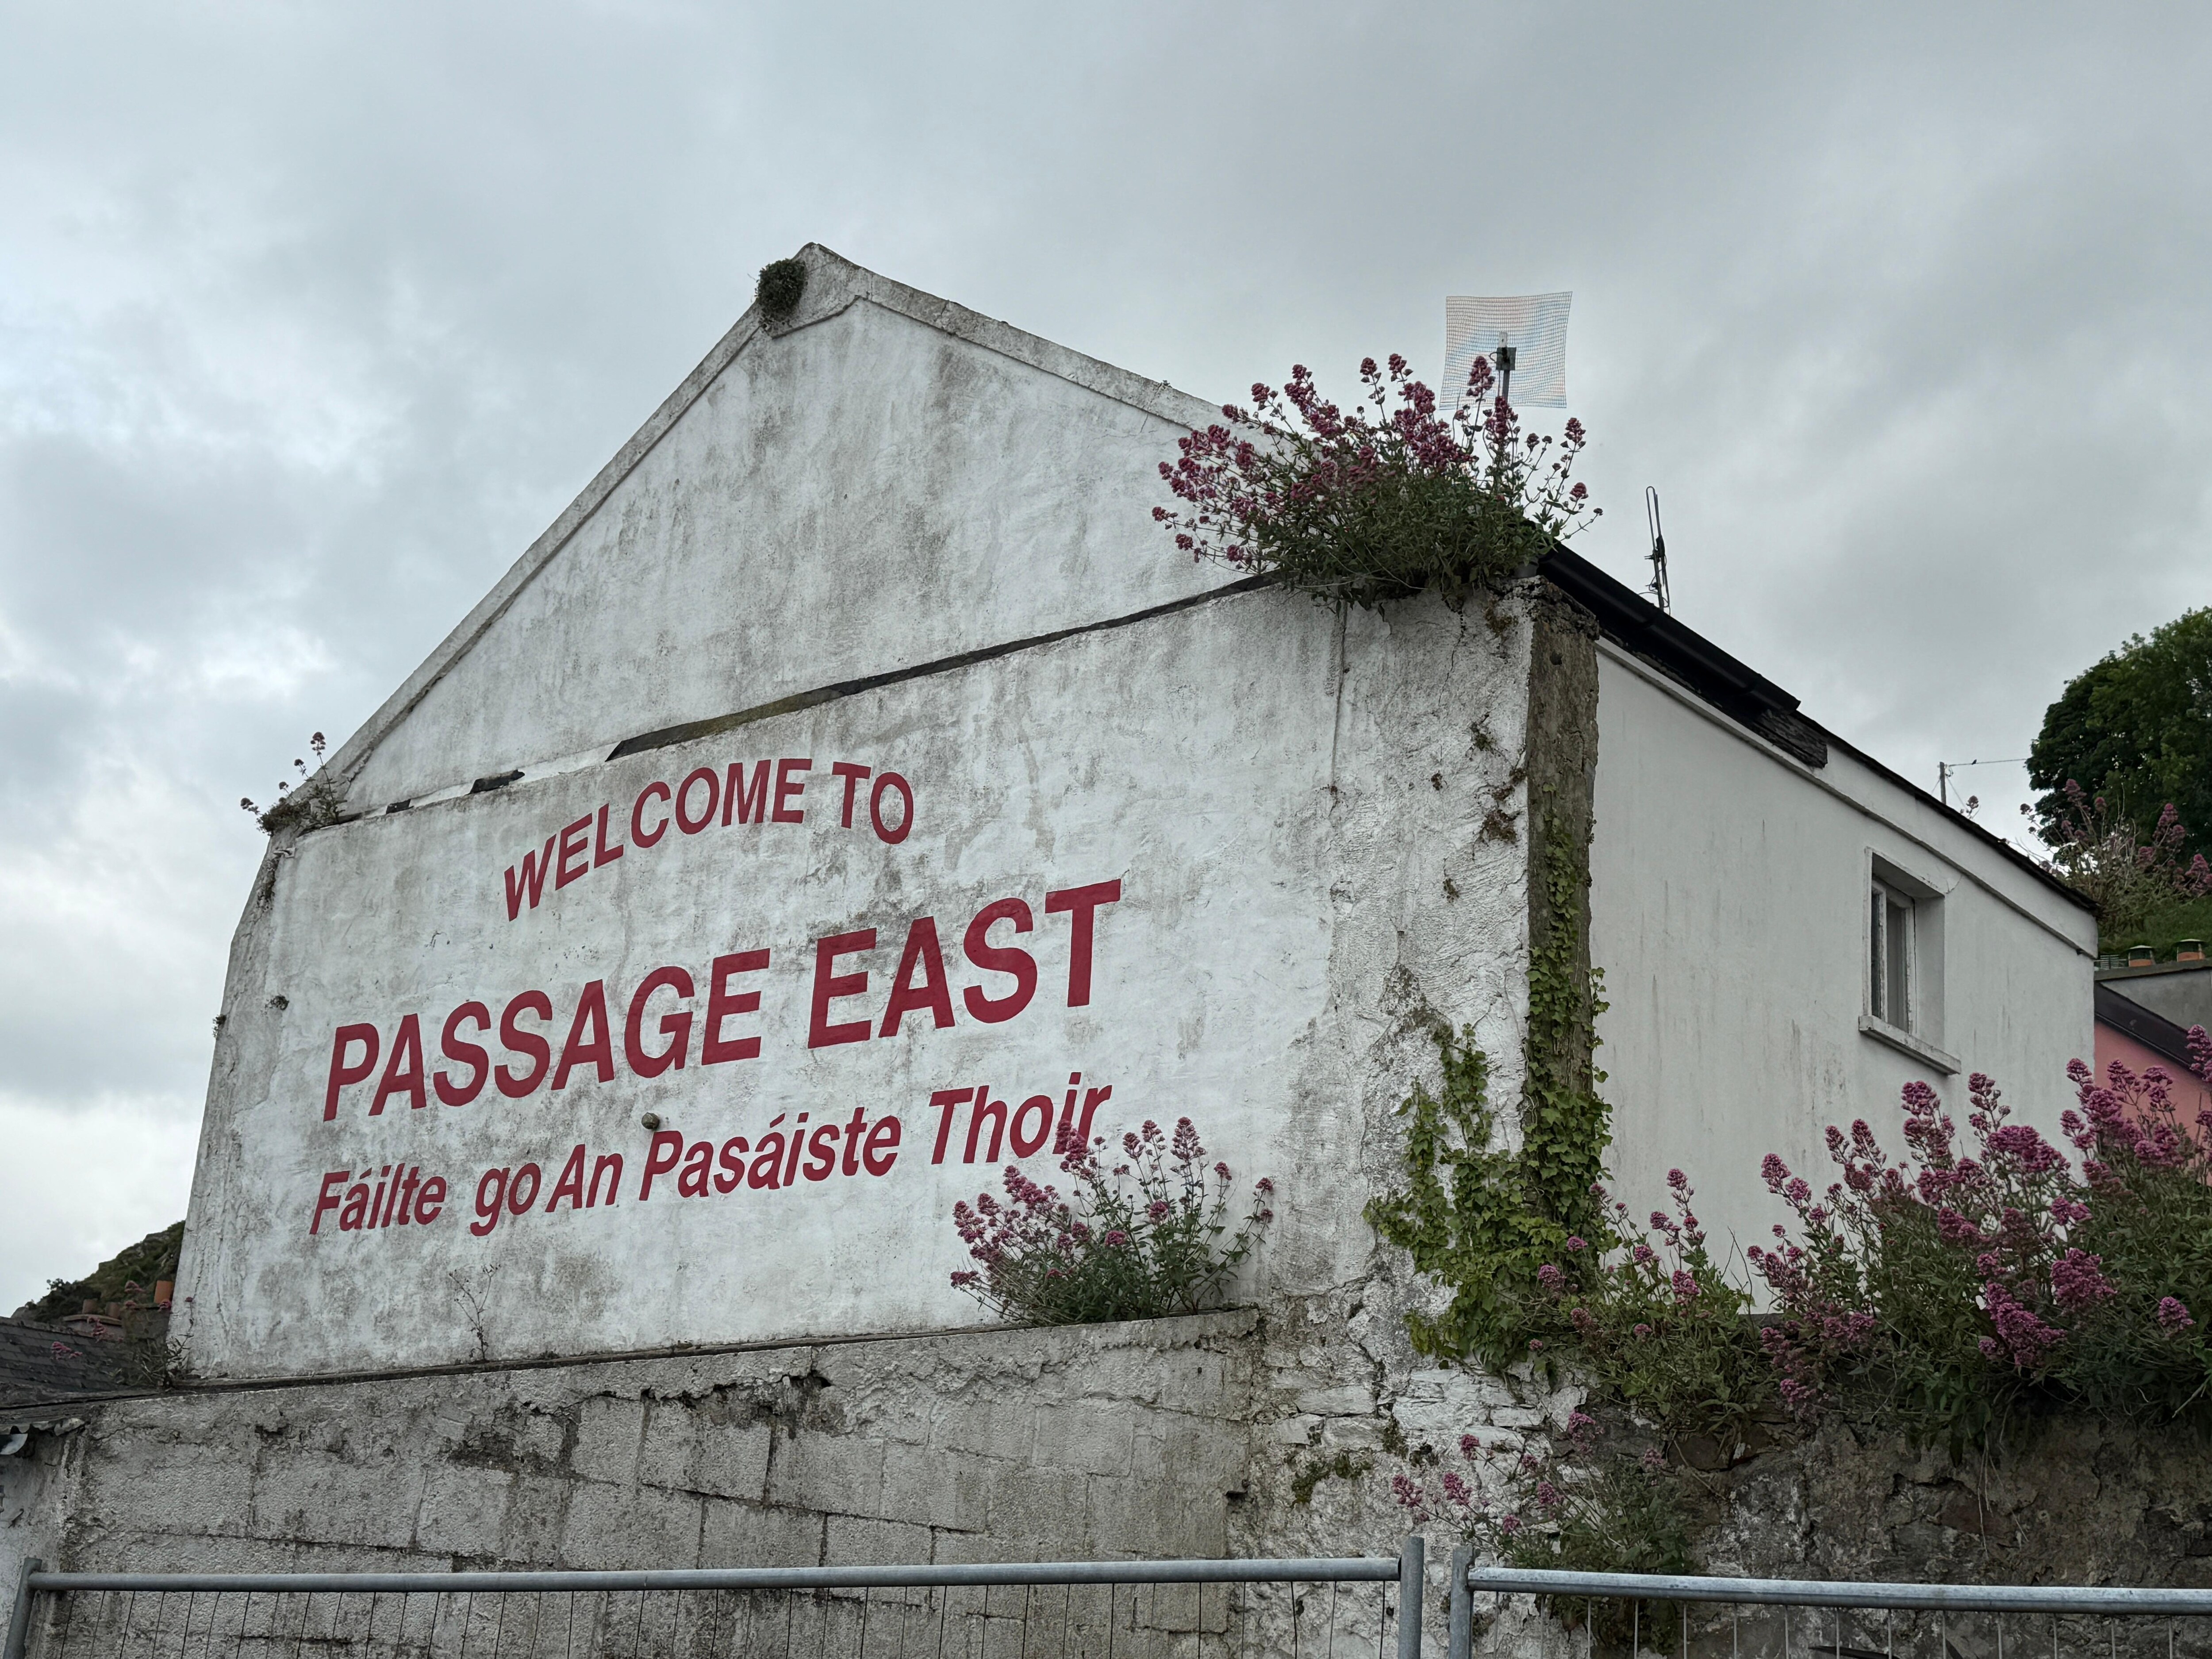 WELCOME TO
PASSAGE EAST
Fáilte go An Pasáiste Thoir